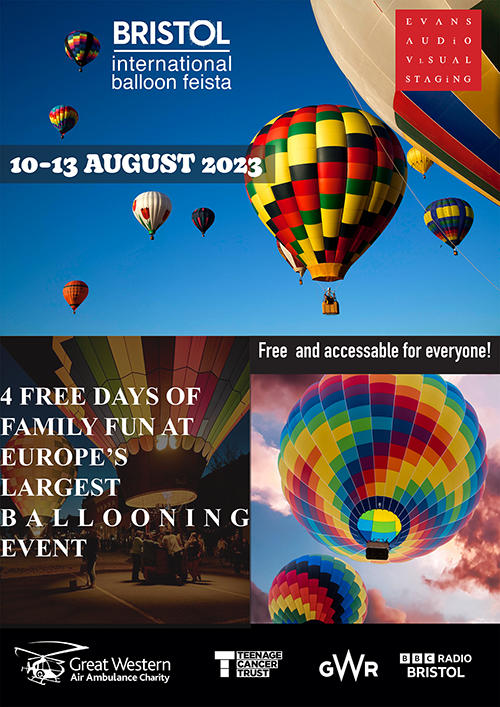 BRISTOL
international
balloon feista
EVANS
AUDiO
ViSUAL
STAGiNG
10-13 AUGUST 2023
Free and accessable for everyone!
4 FREE DAYS OF
FAMILY FUN AT
EUROPE'S
LARGEST
BALLOONING
EVENT
Great Western
Air Ambulance Charity
TEENAGE
CANCER
TRUST
GWR
BBC RADIO
BRISTOL